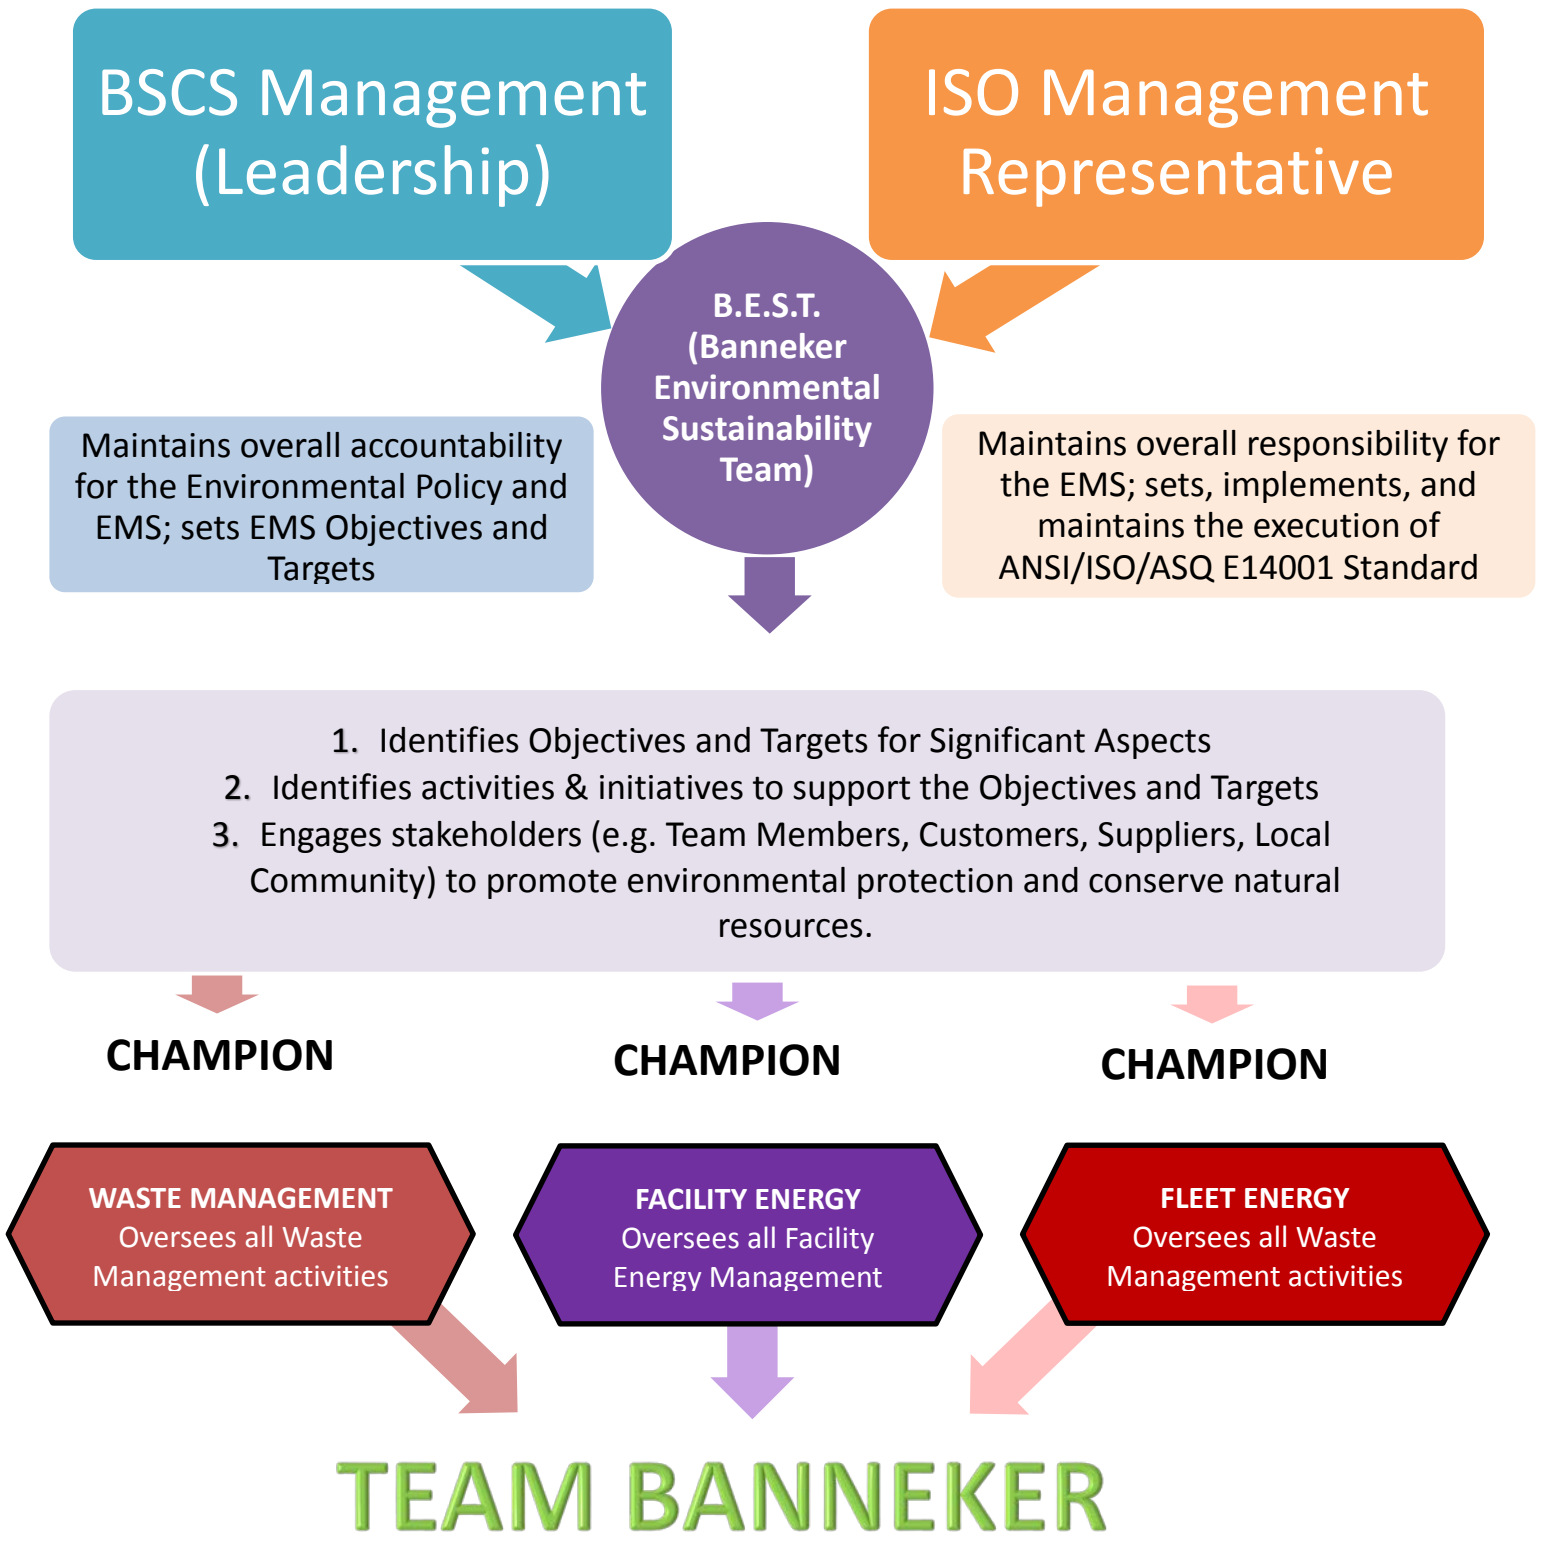 BSCS Management
(Leadership)
ISO Management
Representative
B.E.S.T.
(Banneker
Environmental
Sustainability
Team)
Maintains overall accountability
for the Environmental Policy and
EMS; sets EMS Objectives and
Targets
Maintains overall responsibility for
the EMS; sets, implements, and
maintains the execution of
ANSI/ISO/ASQ E14001 Standard
1. Identifies Objectives and Targets for Significant Aspects
2. Identifies activities & initiatives to support the Objectives and Targets
3. Engages stakeholders (e.g. Team Members, Customers, Suppliers, Local
Community) to promote environmental protection and conserve natural
resources.
CHAMPION
CHAMPION
CHAMPION
WASTE MANAGEMENT
Oversees all Waste
Management activities
FACILITY ENERGY
Oversees all Facility
Energy Management
FLEET ENERGY
Oversees all Waste
Management activities
TEAM BANNEKER